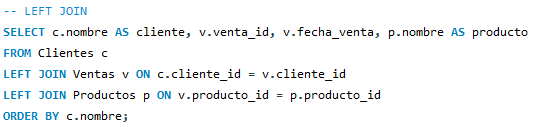 -- LEFT JOIN
SELECT c.nombre AS cliente, v.venta_id, v.fecha_venta, p.nombre AS producto
FROM Clientes c
LEFT JOIN Ventas v ON c.cliente_id = v.cliente_id
LEFT JOIN Productos p ON v.producto_id = p.producto_id
ORDER BY c.nombre;